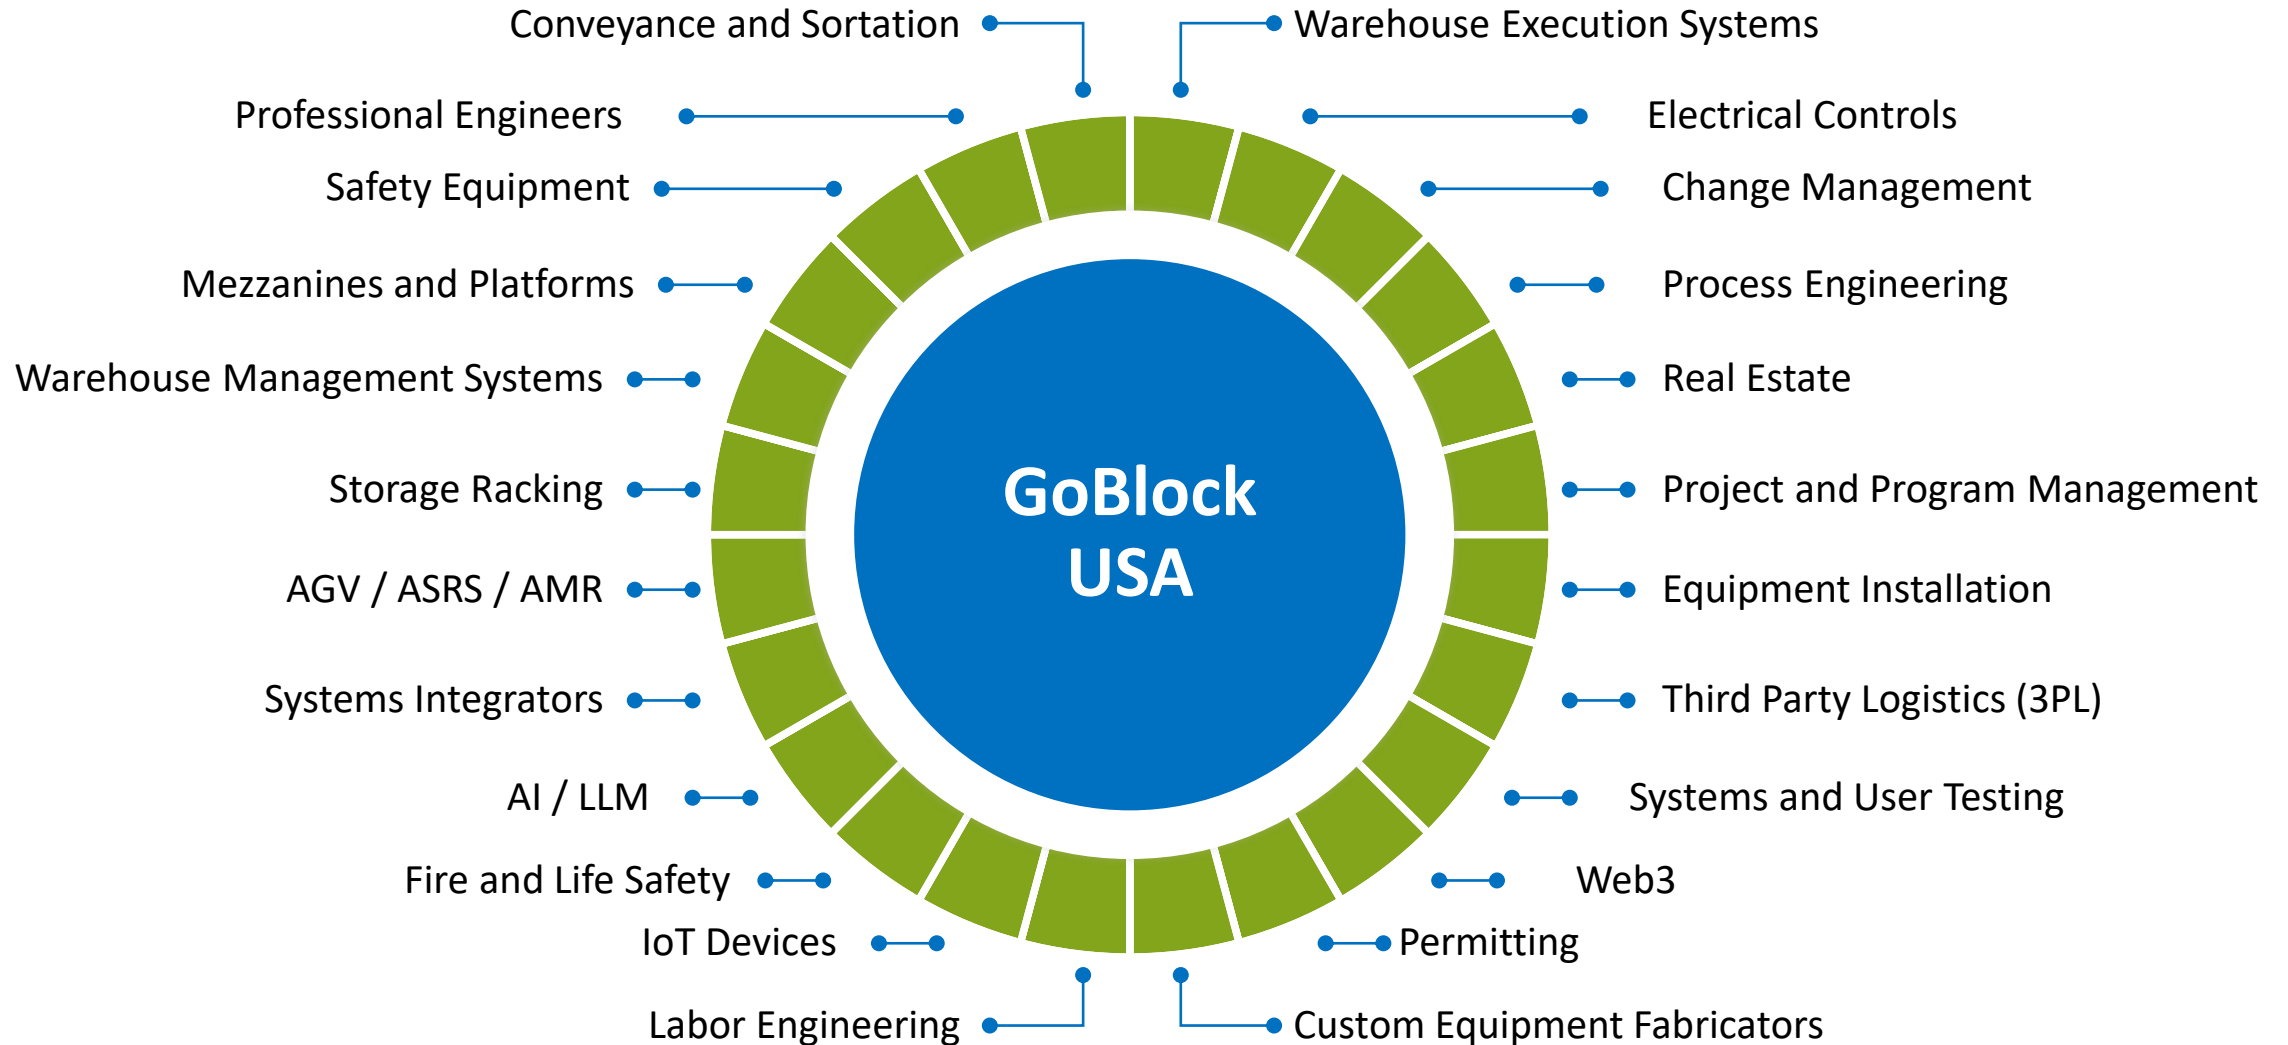 Conveyance and Sortation
Warehouse Execution Systems
Professional Engineers
Electrical Controls
Safety Equipment
Change Management
Mezzanines and Platforms
Process Engineering
Warehouse Management Systems
Real Estate
GoBlock
USA
Storage Racking
Project and Program Management
AGV / ASRS / AMR
Equipment Installation
Systems Integrators
Third Party Logistics (3PL)
AI / LLM
Systems and User Testing
Fire and Life Safety
Web3
IoT Devices
Permitting
Labor Engineering
Custom Equipment Fabricators